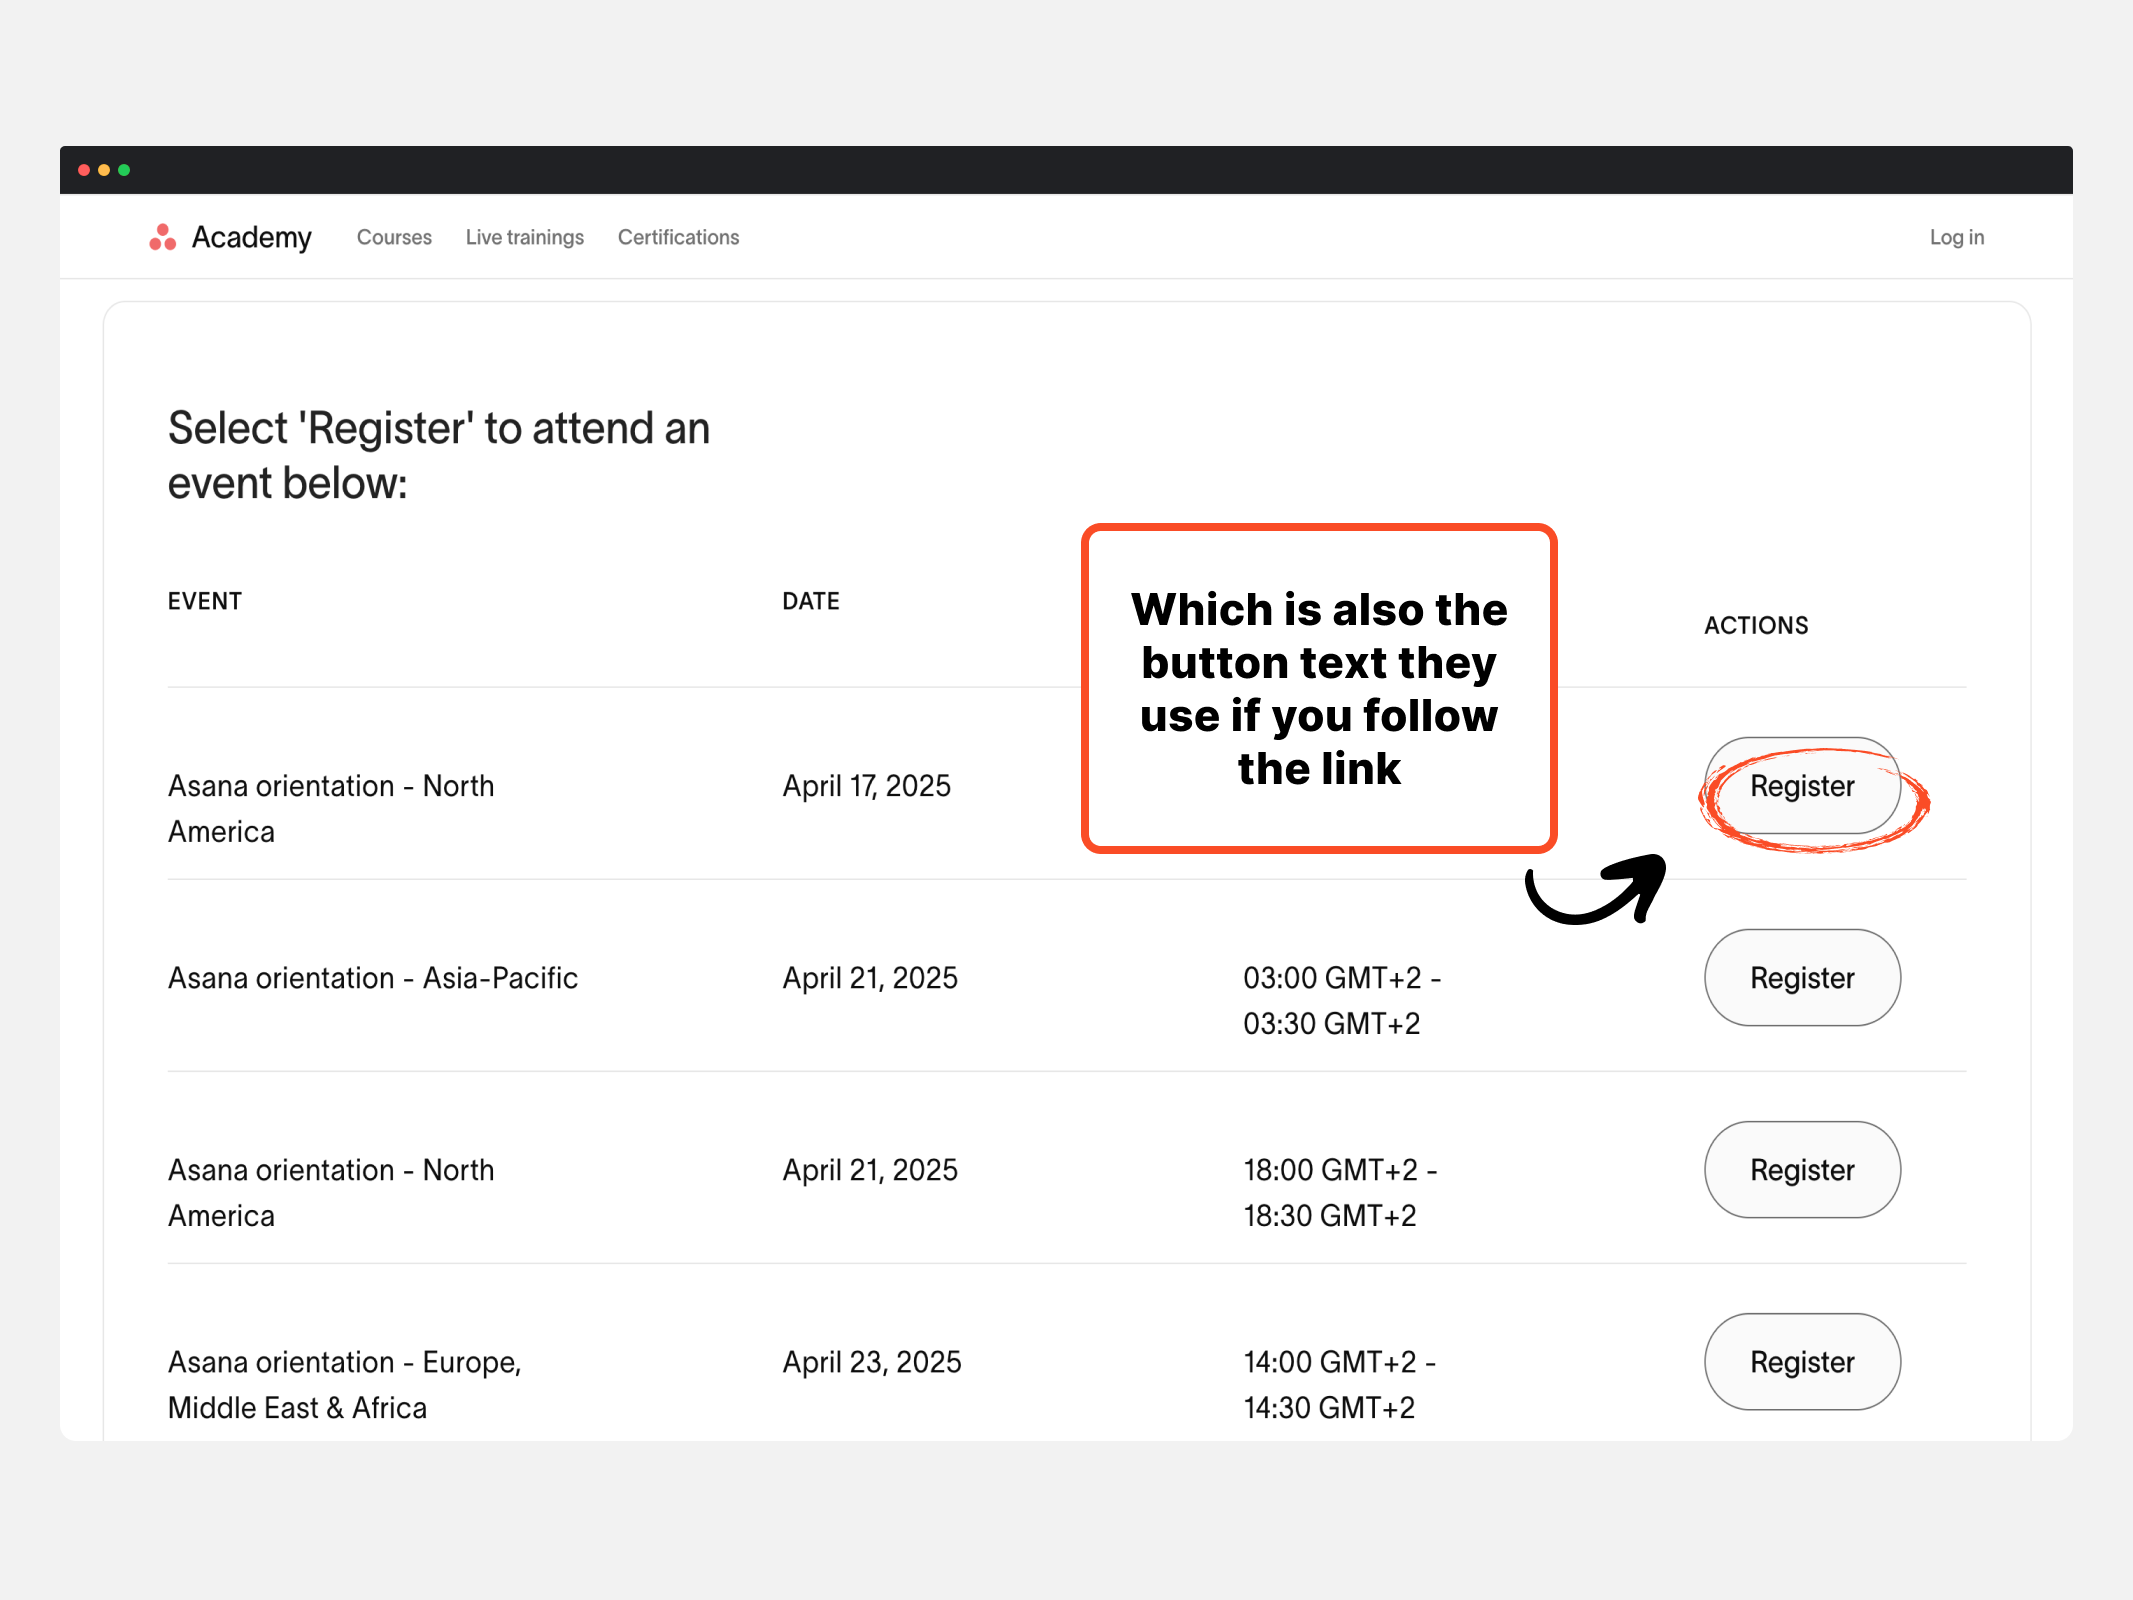 Academy
Courses
Live trainings
Certifications
Log in
Select 'Register' to attend an
event below:
EVENT
DATE
ACTIONS
Which is also the
button text they
use if you follow
the link
Asana orientation - North
America
April 17, 2025
Register
Asana orientation - Asia-Pacific
April 21, 2025
03:00 GMT+2 -
03:30 GMT+2
Register
Asana orientation - North
America
April 21, 2025
18:00 GMT+2 -
18:30 GMT+2
Register
Asana orientation - Europe,
Middle East & Africa
April 23, 2025
14:00 GMT+2 -
14:30 GMT+2
Register